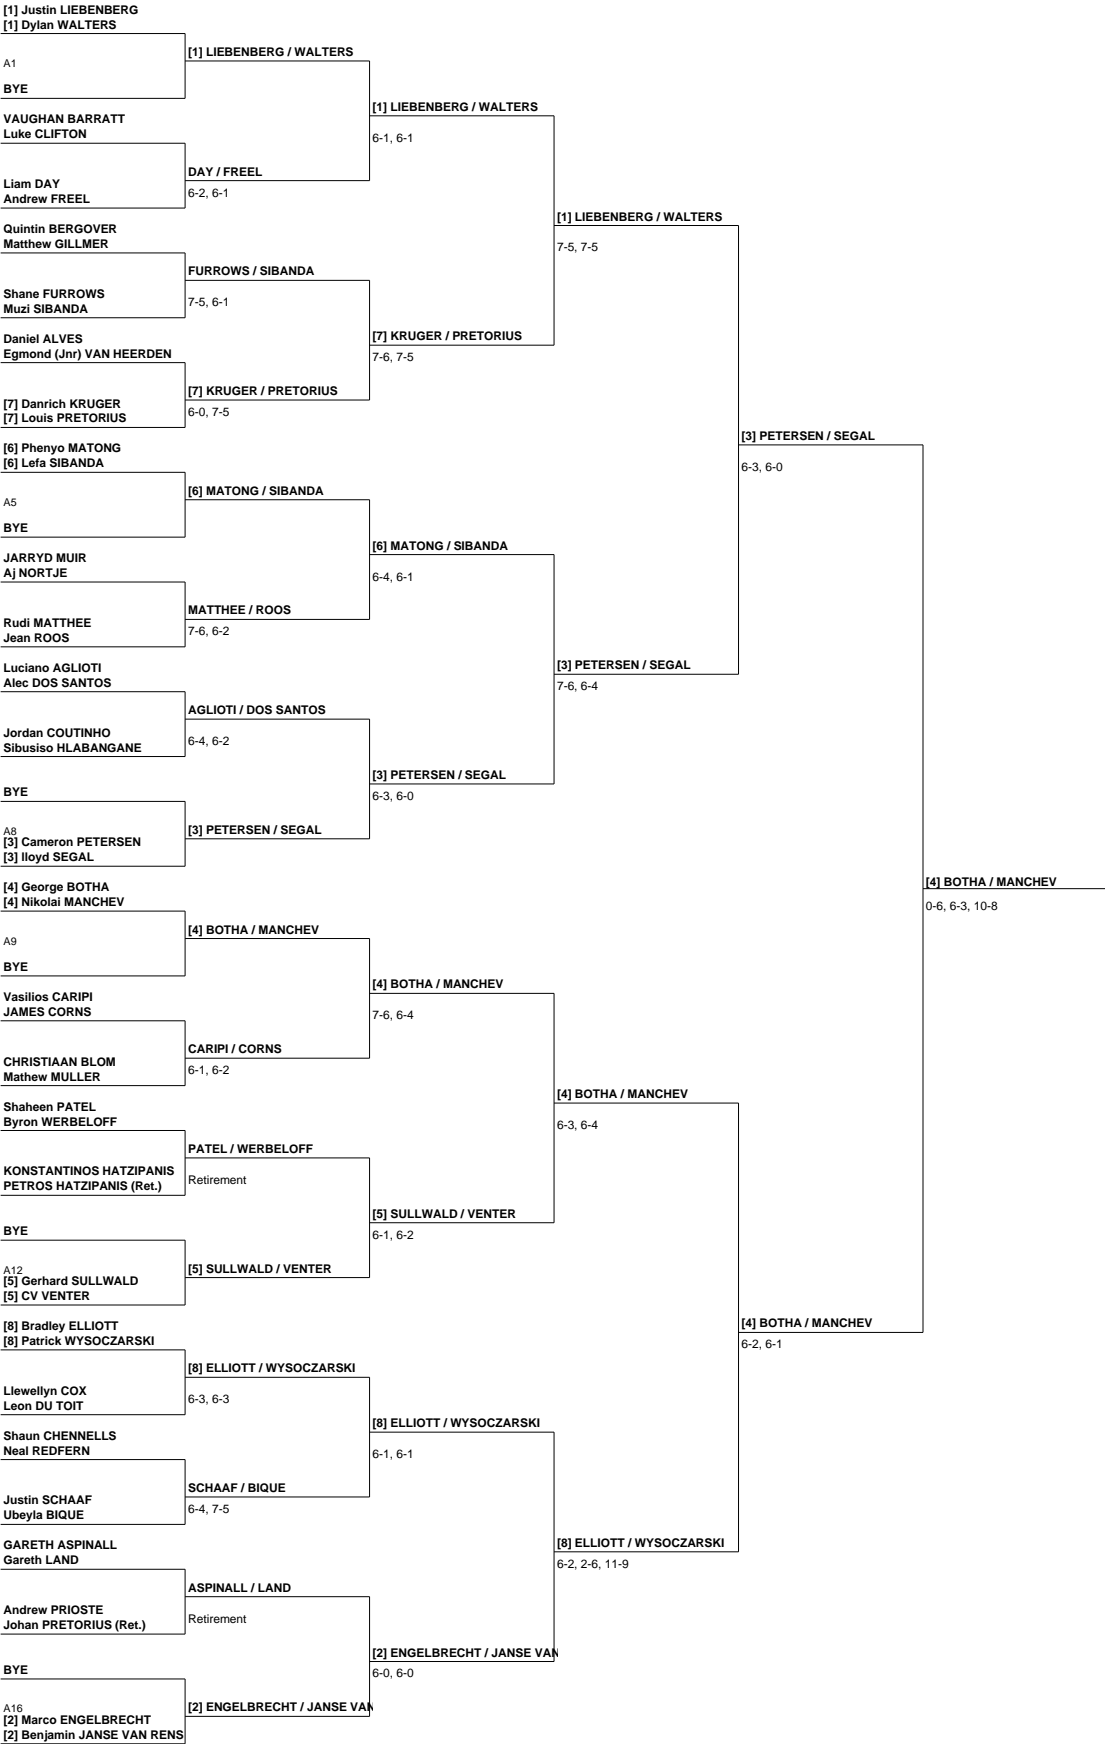 [1] Justin LIEBENBERG
[1] Dylan WALTERS
A1
BYE
VAUGHAN BARRATT
Luke CLIFTON
Liam DAY
Andrew FREEL
Quintin BERGOVER
Matthew GILLMER
Shane FURROWS
Muzi SIBANDA
Daniel ALVES
Egmond (Jnr) VAN HEERDEN
[7] Danrich KRUGER
[7] Louis PRETORIUS
[6] Phenyo MATONG
[6] Lefa SIBANDA
A5
BYE
JARRYD MUIR
Aj NORTJE
Rudi MATTHEE
Jean ROOS
Luciano AGLIOTI
Alec DOS SANTOS
Jordan COUTINHO
Sibusiso HLABANGANE
BYE
A8
[3] Cameron PETERSEN
[3] lloyd SEGAL
[4] George BOTHA
[4] Nikolai MANCHEV
A9
BYE
Vasilios CARIPI
JAMES CORNS
CHRISTIAAN BLOM
Mathew MULLER
Shaheen PATEL
Byron WERBELOFF
KONSTANTINOS HATZIPANIS
PETROS HATZIPANIS (Ret.)
BYE
A12
[5] Gerhard SULLWALD
[5] CV VENTER
[8] Bradley ELLIOTT
[8] Patrick WYSOCZARSKI
Llewellyn COX
Leon DU TOIT
Shaun CHENNELLS
Neal REDFERN
Justin SCHAAF
Ubeyla BIQUE
GARETH ASPINALL
Gareth LAND
Andrew PRIOSTE
Johan PRETORIUS (Ret.)
BYE
A16
[2] Marco ENGELBRECHT
[2] Benjamin JANSE VAN RENS
[1] LIEBENBERG / WALTERS
DAY / FREEL
6-2, 6-1
FURROWS / SIBANDA
7-5, 6-1
[7] KRUGER / PRETORIUS
6-0, 7-5
[6] MATONG / SIBANDA
MATTHEE / ROOS
7-6, 6-2
AGLIOTI / DOS SANTOS
6-4, 6-2
[3] PETERSEN / SEGAL
[4] BOTHA / MANCHEV
CARIPI / CORNS
6-1, 6-2
PATEL / WERBELOFF
Retirement
[5] SULLWALD / VENTER
[8] ELLIOTT / WYSOCZARSKI
6-3, 6-3
SCHAAF / BIQUE
6-4, 7-5
ASPINALL / LAND
Retirement
[2] ENGELBRECHT / JANSE VAN
[1] LIEBENBERG / WALTERS
6-1, 6-1
[7] KRUGER / PRETORIUS
7-6, 7-5
[6] MATONG / SIBANDA
6-4, 6-1
[3] PETERSEN / SEGAL
6-3, 6-0
[4] BOTHA / MANCHEV
7-6, 6-4
[5] SULLWALD / VENTER
6-1, 6-2
[8] ELLIOTT / WYSOCZARSKI
6-1, 6-1
[2] ENGELBRECHT / JANSE VAN
6-0, 6-0
[1] LIEBENBERG / WALTERS
7-5, 7-5
[3] PETERSEN / SEGAL
7-6, 6-4
[4] BOTHA / MANCHEV
6-3, 6-4
[8] ELLIOTT / WYSOCZARSKI
6-2, 2-6, 11-9
[3] PETERSEN / SEGAL
6-3, 6-0
[4] BOTHA / MANCHEV
6-2, 6-1
[4] BOTHA / MANCHEV
0-6, 6-3, 10-8